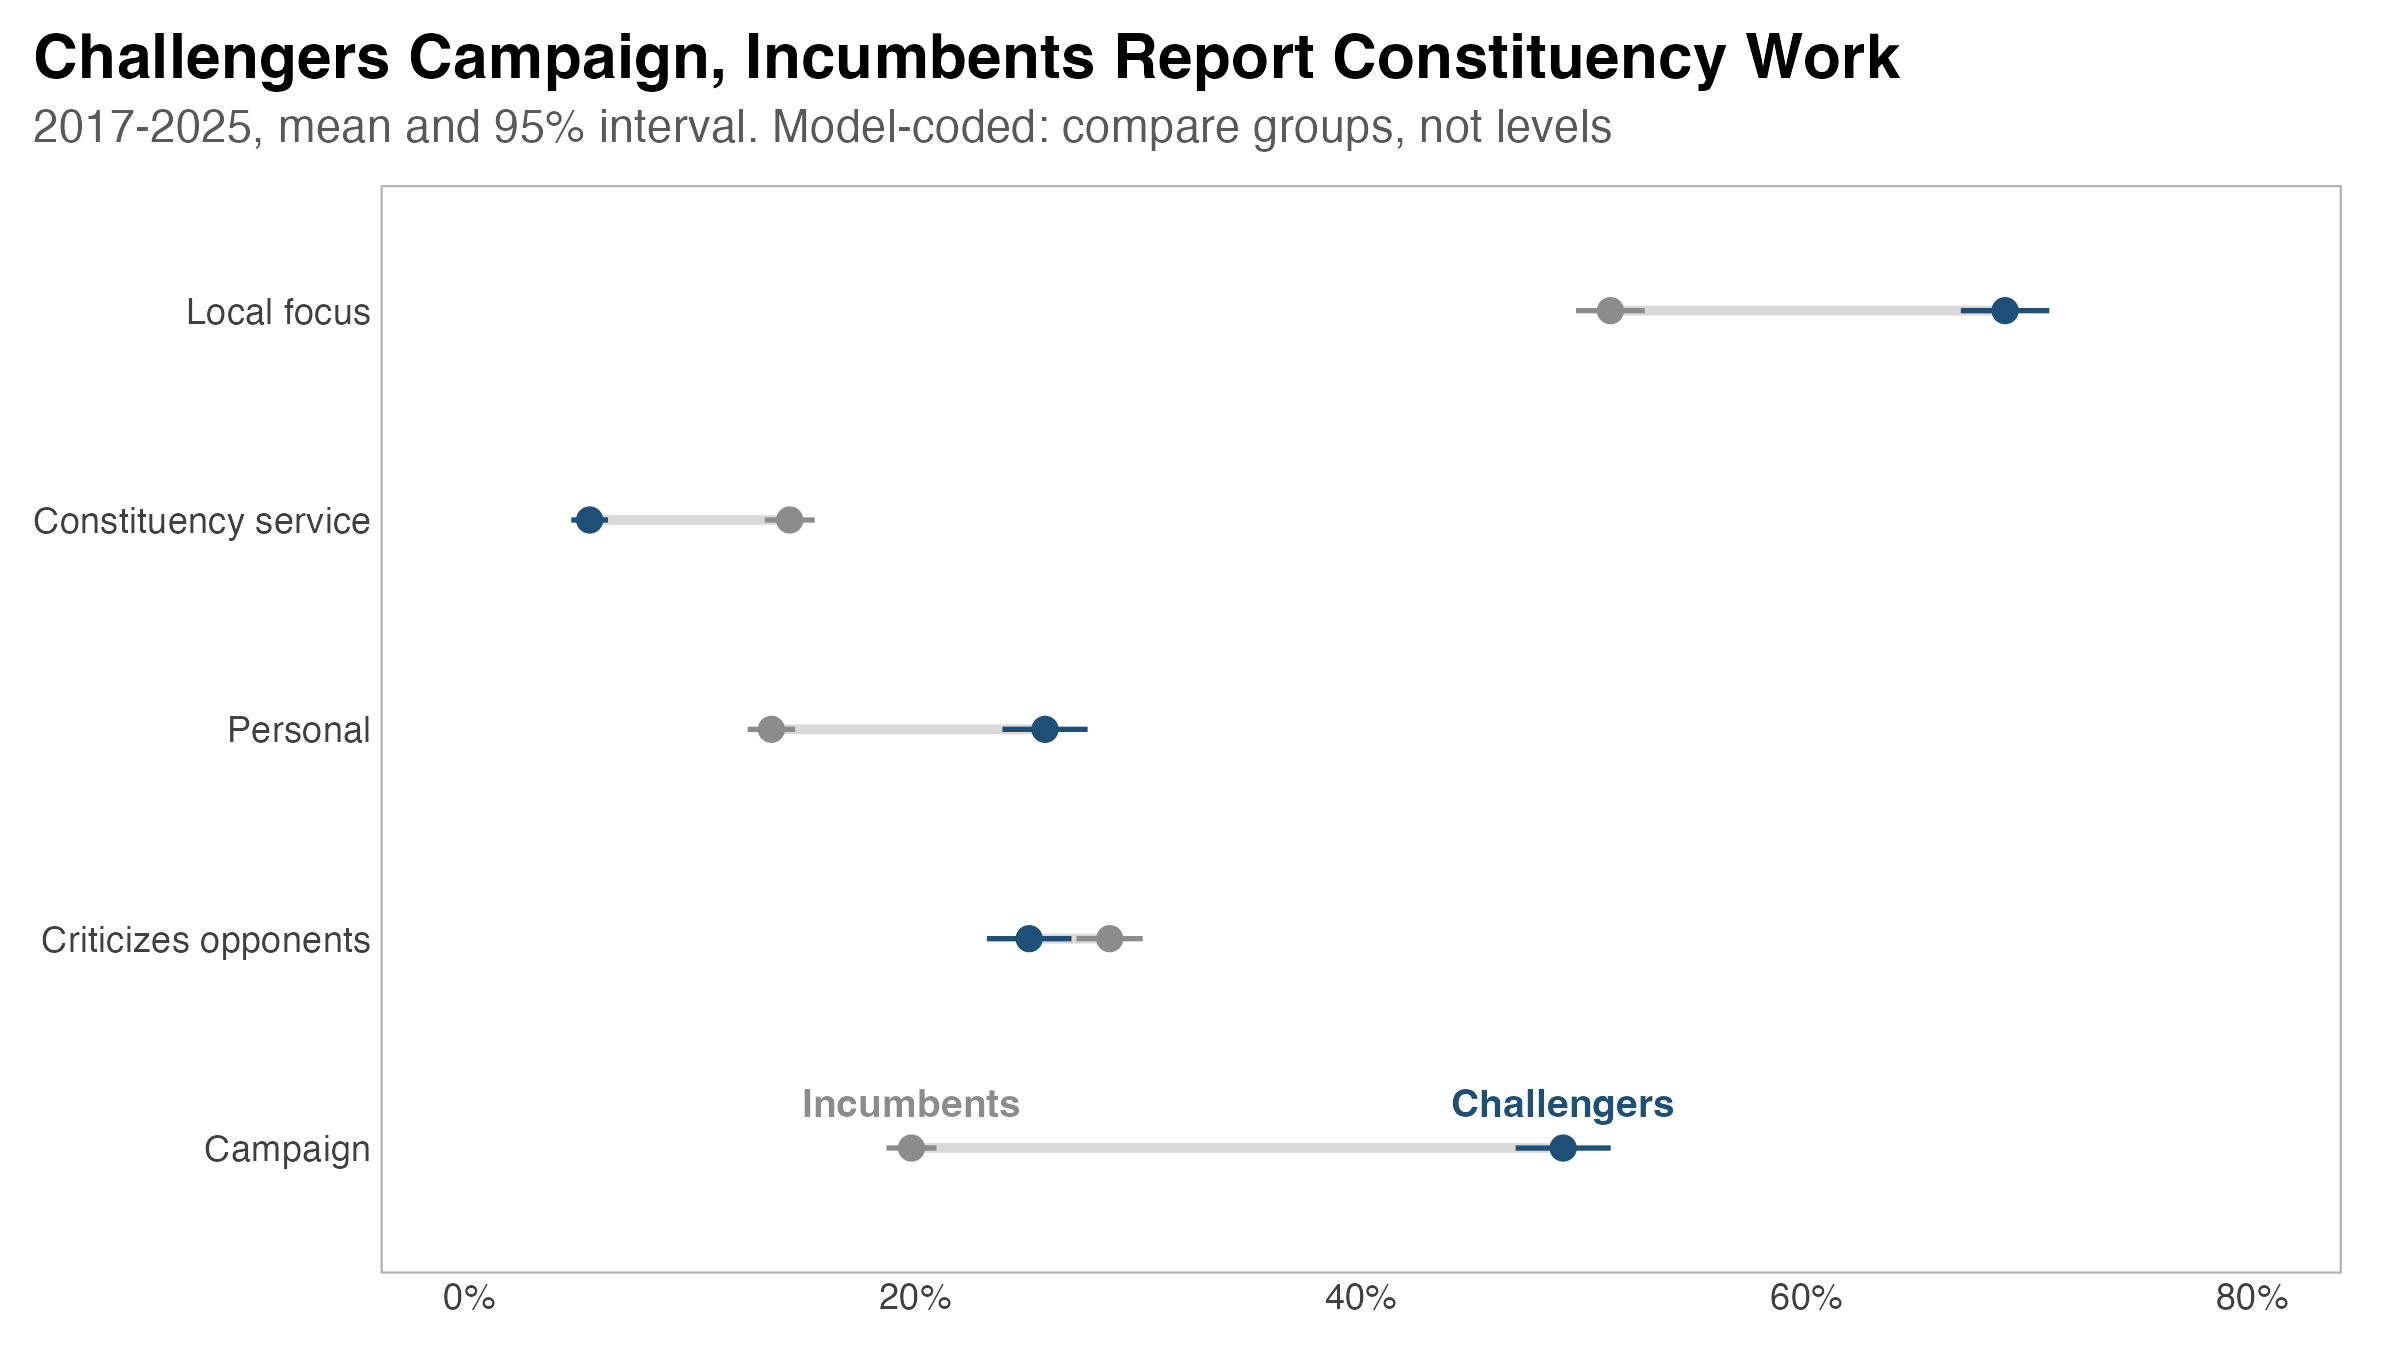 Challengers Campaign, Incumbents Report Constituency Work
2017-2025, mean and 95% interval. Model-coded: compare groups, not levels
Local focus
Constituency service
Personal
Criticizes opponents
Incumbents
Challengers
Campaign
0%
20%
40%
60%
80%